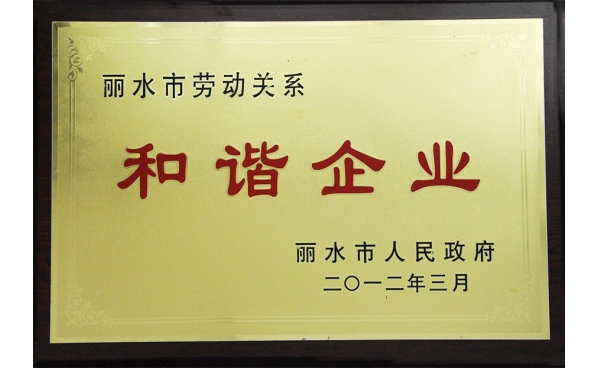 丽水市劳动关系
和谐企业
丽水市人民政府
二〇一二年三月